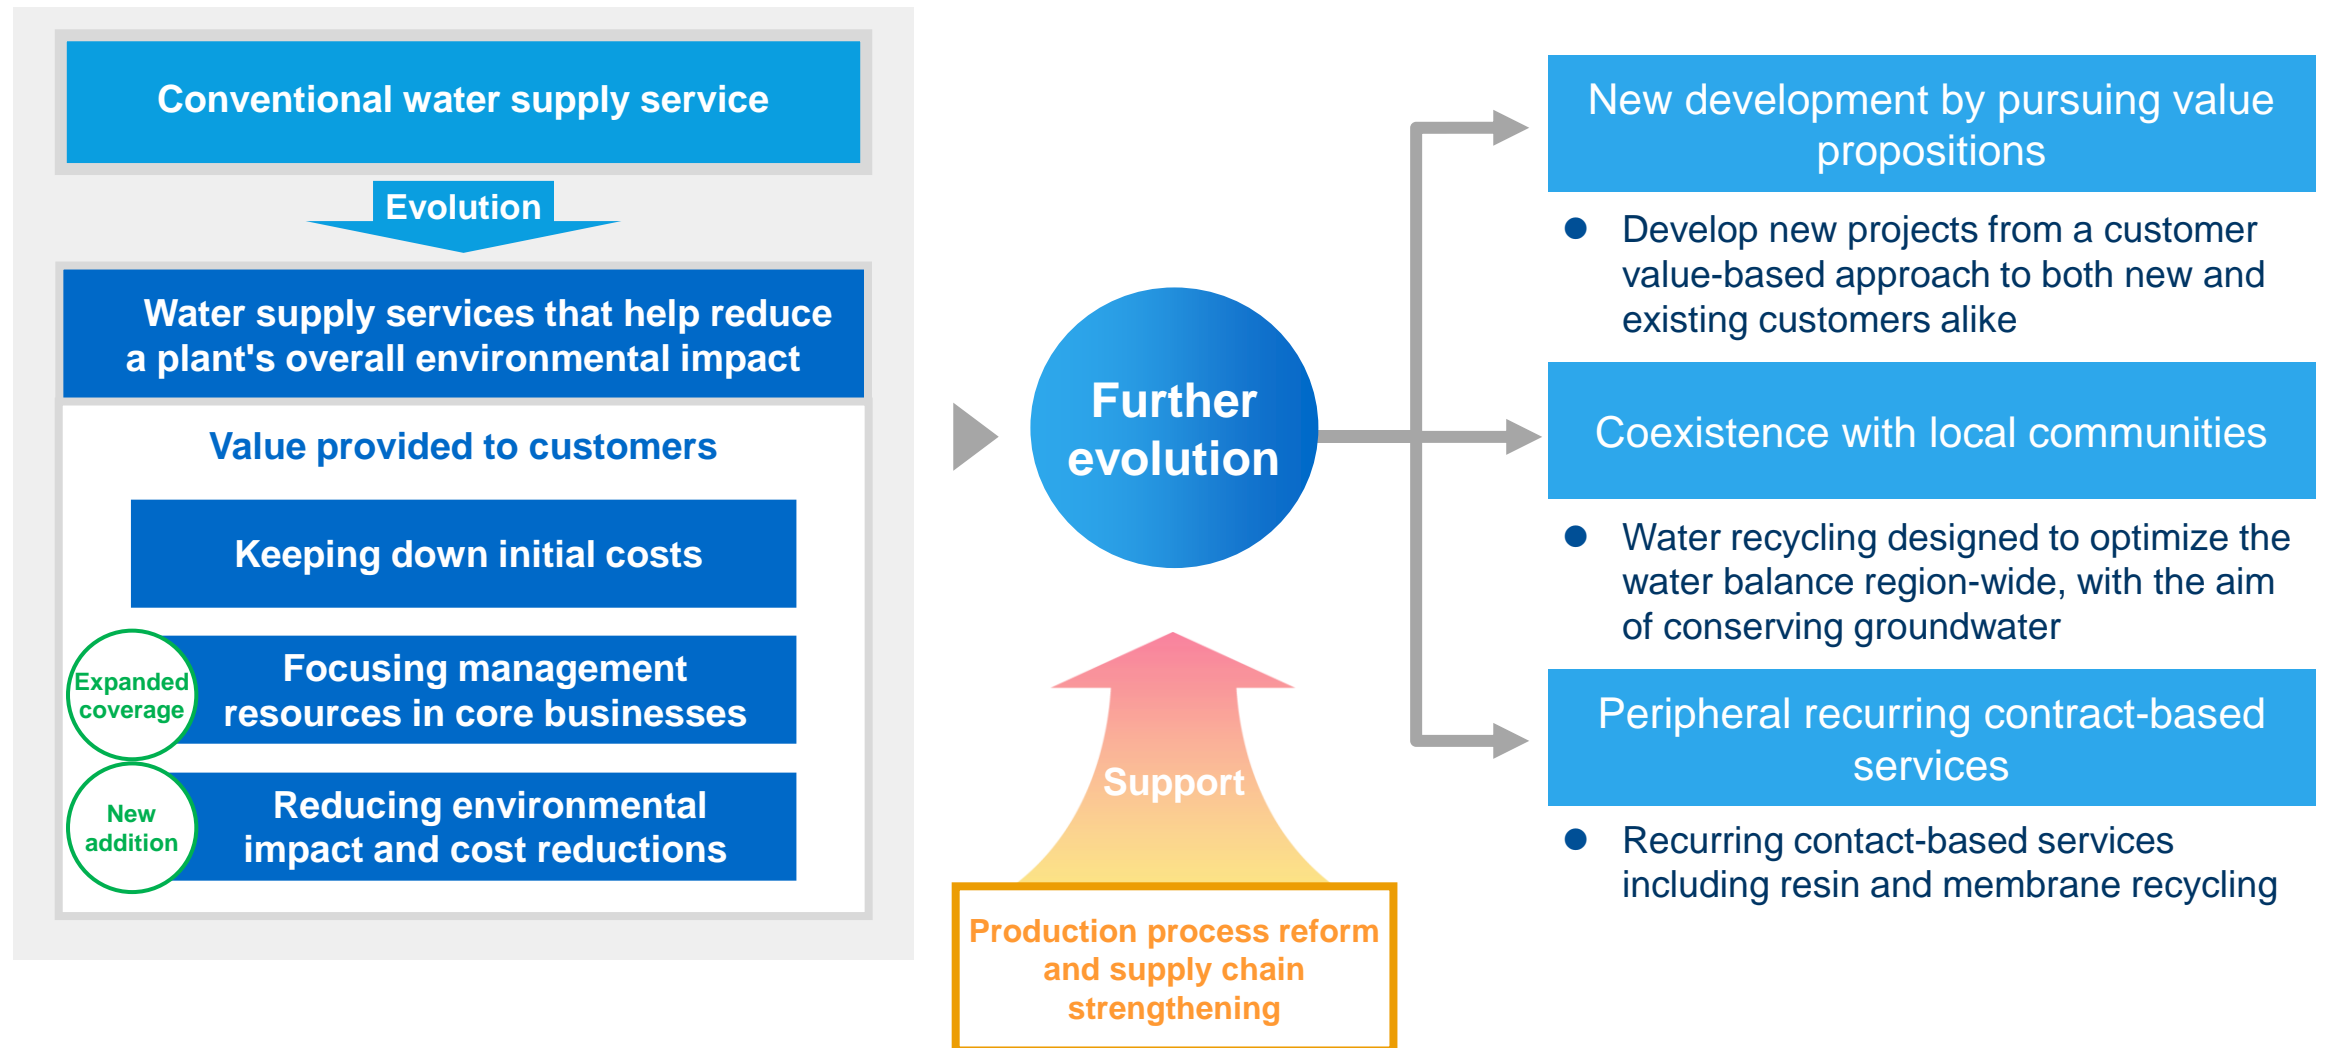 Conventional water supply service
Evolution
Water supply services that help reduce
a plant's overall environmental impact
Value provided to customers
Keeping down initial costs
Expanded
coverage
Focusing management
resources in core businesses
New
addition
Reducing environmental
impact and cost reductions
Further
evolution
Support
Production process reform
and supply chain
strengthening
New development by pursuing value
propositions
● Develop new projects from a customer
value-based approach to both new and
existing customers alike
Coexistence with local communities
● Water recycling designed to optimize the
water balance region-wide, with the aim
of conserving groundwater
Peripheral recurring contract-based
services
● Recurring contact-based services
including resin and membrane recycling